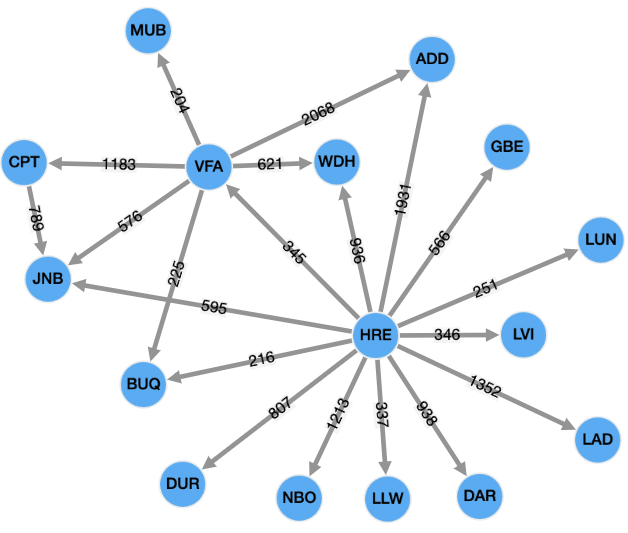 MUB
ADD
204
2068
GBE
CPT
1183
VFA
621
WDH
1931
789
576
566
LUN
345
936
225
JNB
251
595
HRE
346
LVI
216
BUQ
1352
807
1213
337
938
LAD
DUR
NBO
LLW
DAR